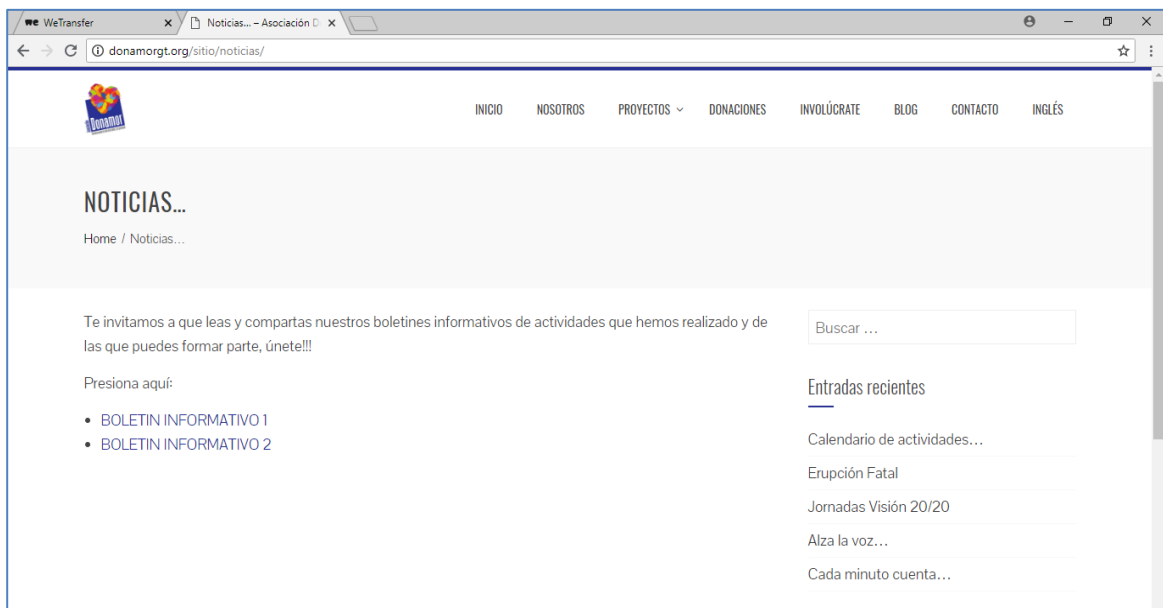 we WeTransfer
Noticias... – Asociación D
donamorgt.org/sitio/noticias/
Donamor
INICIO NOSOTROS PROYECTOS DONACIONES INVOLÚCRATE BLOG CONTACTO INGLÉS
NOTICIAS...
Home / Noticias...
Te invitamos a que leas y compartas nuestros boletines informativos de actividades que hemos realizado y de
las que puedes formar parte, únete!!!
Presiona aquí:
• BOLETIN INFORMATIVO 1
• BOLETIN INFORMATIVO 2
Buscar ...
Entradas recientes
Calendario de actividades...
Erupción Fatal
Jornadas Visión 20/20
Alza la voz...
Cada minuto cuenta...